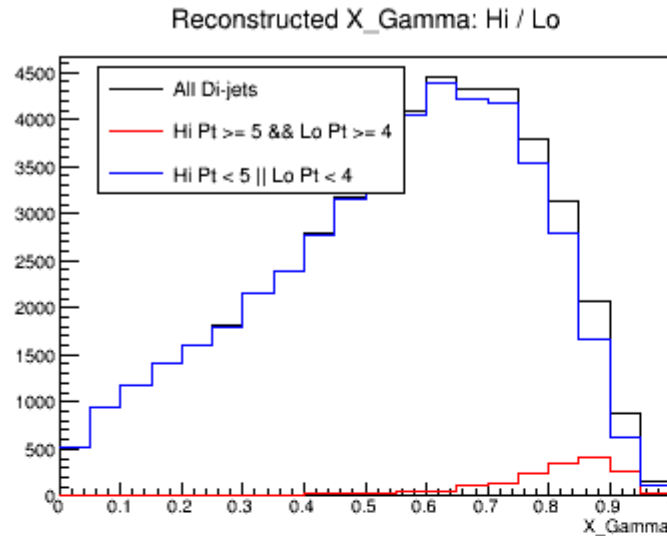 Reconstructed X_Gamma: Hi / Lo
All Di-jets
Hi Pt >= 5 && Lo Pt >= 4
Hi Pt < 5 || Lo Pt < 4
4500
4000
3500
3000
2500
2000
1500
1000
500
0
0 0.1 0.2 0.3 0.4 0.5 0.6 0.7 0.8 0.9
X_Gamma